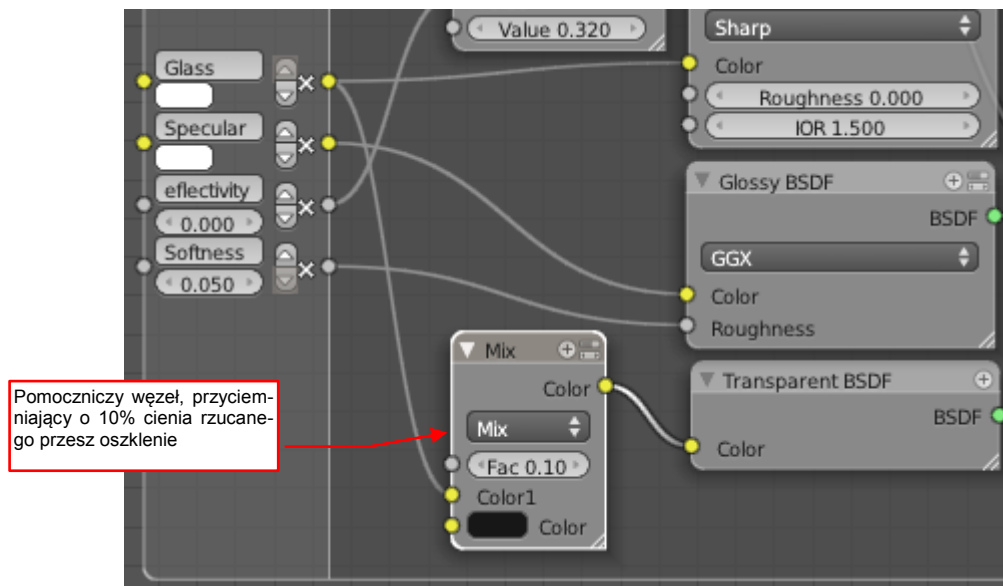 Value 0.320
Sharp
Color
Roughness 0.000
IOR 1.500
Glass
Specular
eflectivity
0.000
Softness
0.050
Glossy BSDF
BSDF
GGX
Color
Roughness
Mix
Color
Mix
Fac 0.10
Color1
Color
Transparent BSDF
BSDF
Color
Pomoczniczy węzeł, przyciem-
niający o 10% cienia rzucane-
go przesz oszklenie